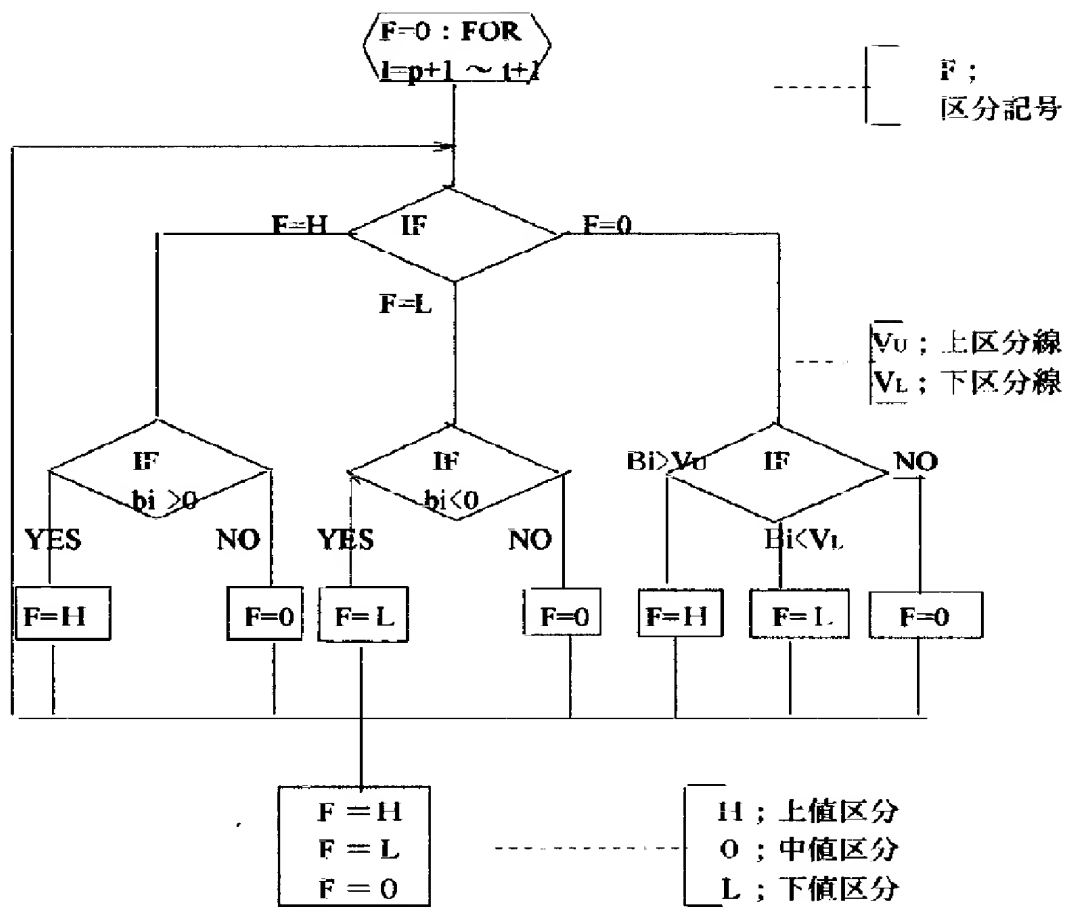 F=0 : FOR
I=p+1 ～ t+1
F ;
区分記号
F=H
IF
F=0
F=L
VU ; 上区分線
VL ; 下区分線
IF
bi >0
YES
NO
IF
bi<0
YES
NO
Bi>VU
IF
NO
Bi<VL
F=H
F=0
F=L
F=0
F=H
F=L
F=0
F = H
F = L
F = 0
H ; 上値区分
0 ; 中値区分
L ; 下値区分